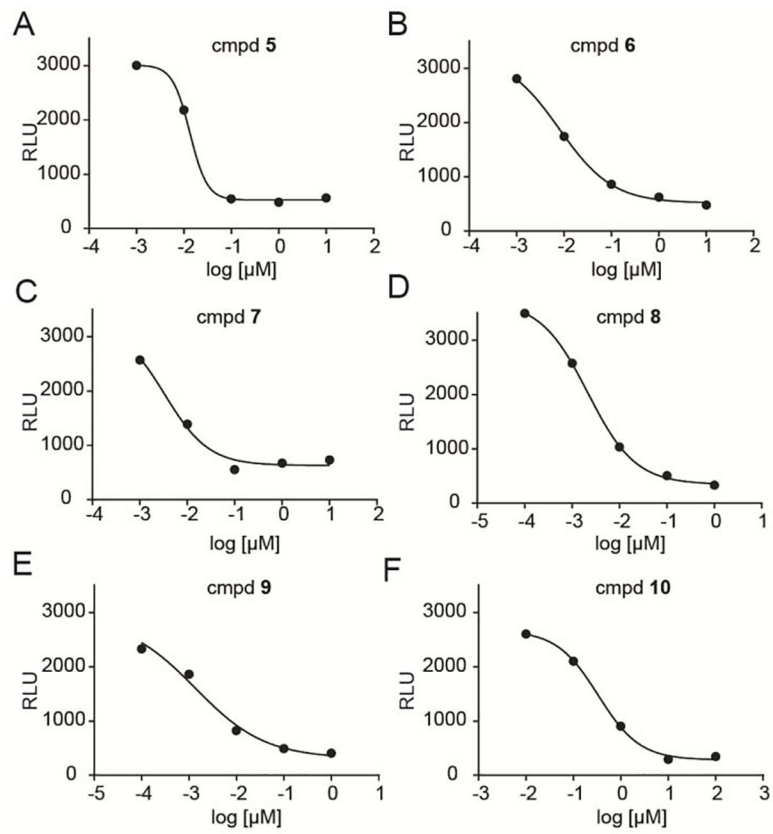 A
cmpd 5
RLU
3000
2000
1000
0
-4 -3 -2 -1 0 1 2
log [µM]
B
cmpd 6
RLU
3000
2000
1000
0
-4 -3 -2 -1 0 1 2
log [µM]
C
cmpd 7
RLU
3000
2000
1000
0
-4 -3 -2 -1 0 1 2
log [µM]
D
cmpd 8
RLU
3000
2000
1000
0
-5 -4 -3 -2 -1 0 1
log [µM]
E
cmpd 9
RLU
3000
2000
1000
0
-5 -4 -3 -2 -1 0 1
log [µM]
F
cmpd 10
RLU
3000
2000
1000
0
-3 -2 -1 0 1 2 3
log [µM]